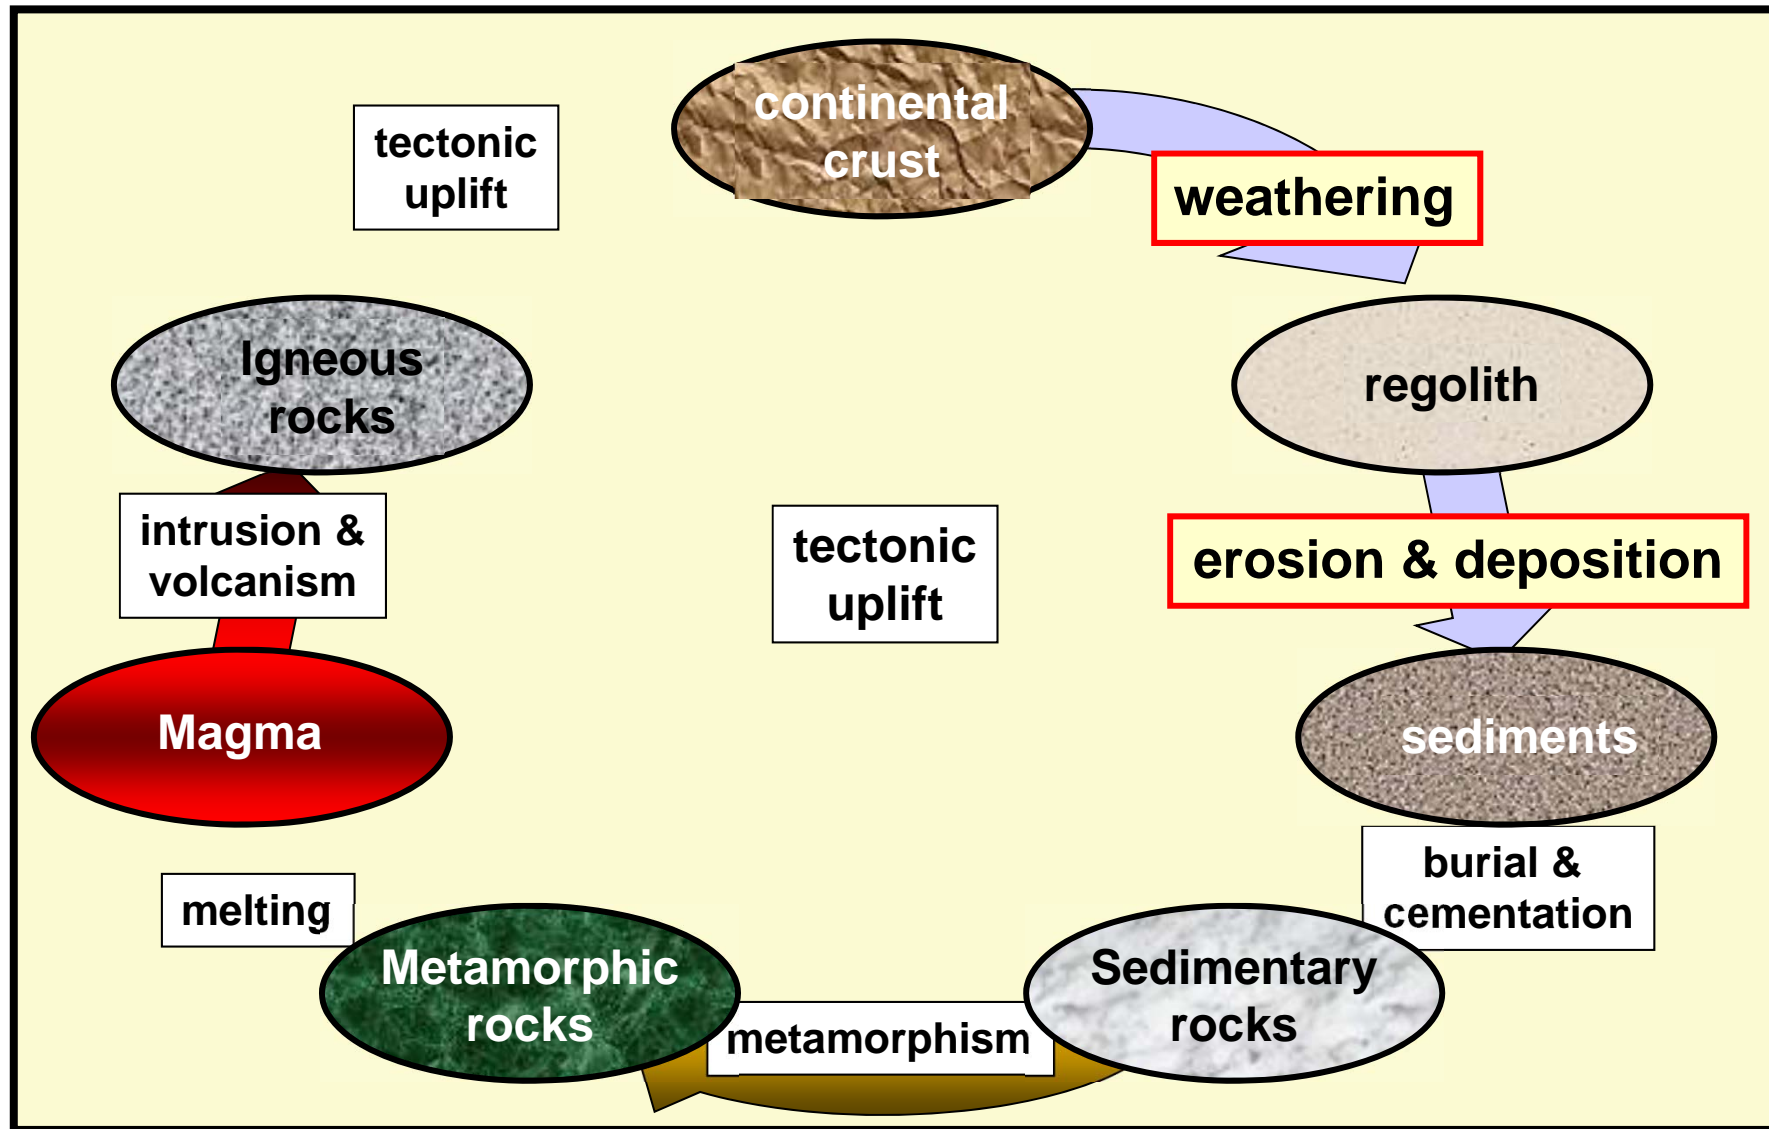 continental
crust
tectonic
uplift
weathering
Igneous
rocks
regolith
intrusion &
volcanism
tectonic
uplift
erosion & deposition
Magma
sediments
melting
burial &
cementation
Metamorphic
rocks
metamorphism
Sedimentary
rocks